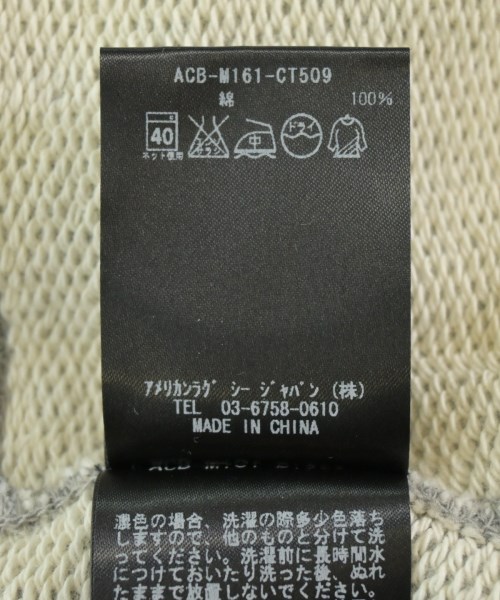 ACB-M161-CT509
綿 100%
40 中 ドライ
ネット使用
アメリカンラグ シー ジャパン (株)
TEL 03-6758-0610
MADE IN CHINA
濃色の場合、洗濯の際多少色落ち
しますので、他のものと分けて洗
ってください。洗濯前に長時間水
につけておいたり洗った後、ぬれ
たままで放置しないでください。